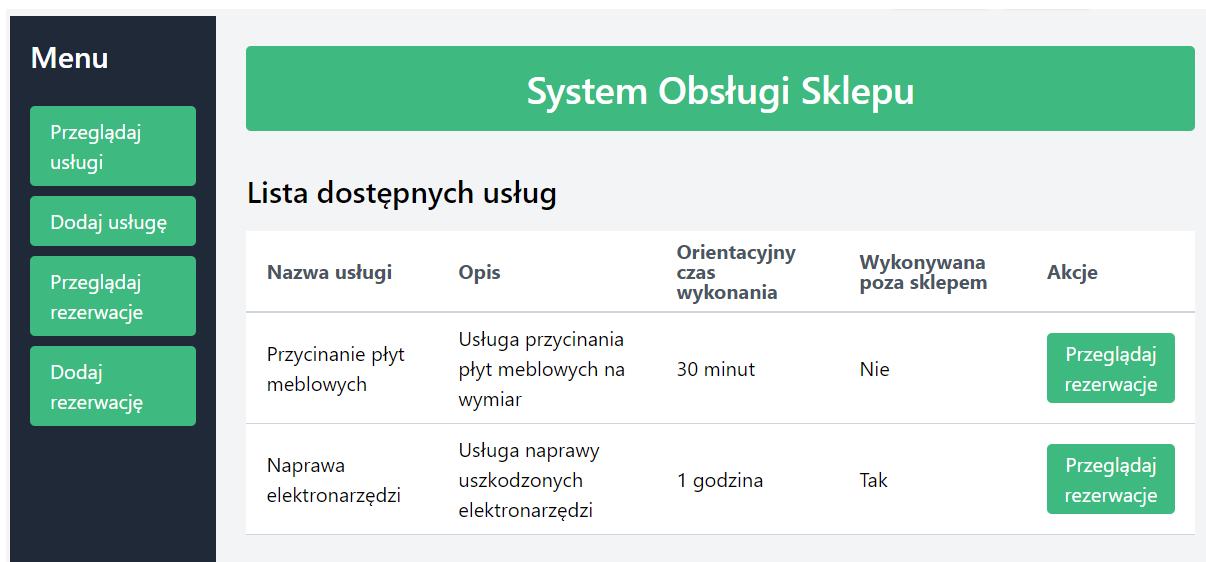 Menu
Przeglądaj
usługi
Dodaj usługę
Przeglądaj
rezerwacje
Dodaj
rezerwację
System Obsługi Sklepu
Lista dostępnych usług
Nazwa usługi
Opis
Orientacyjny
czas
wykonania
Wykonywana
poza sklepem
Akcje
Przycinanie płyt
meblowych
Usługa przycinania
płyt meblowych na
wymiar
30 minut
Nie
Przeglądaj
rezerwacje
Naprawa
elektronarzędzi
Usługa naprawy
uszkodzonych
elektronarzędzi
1 godzina
Tak
Przeglądaj
rezerwacje